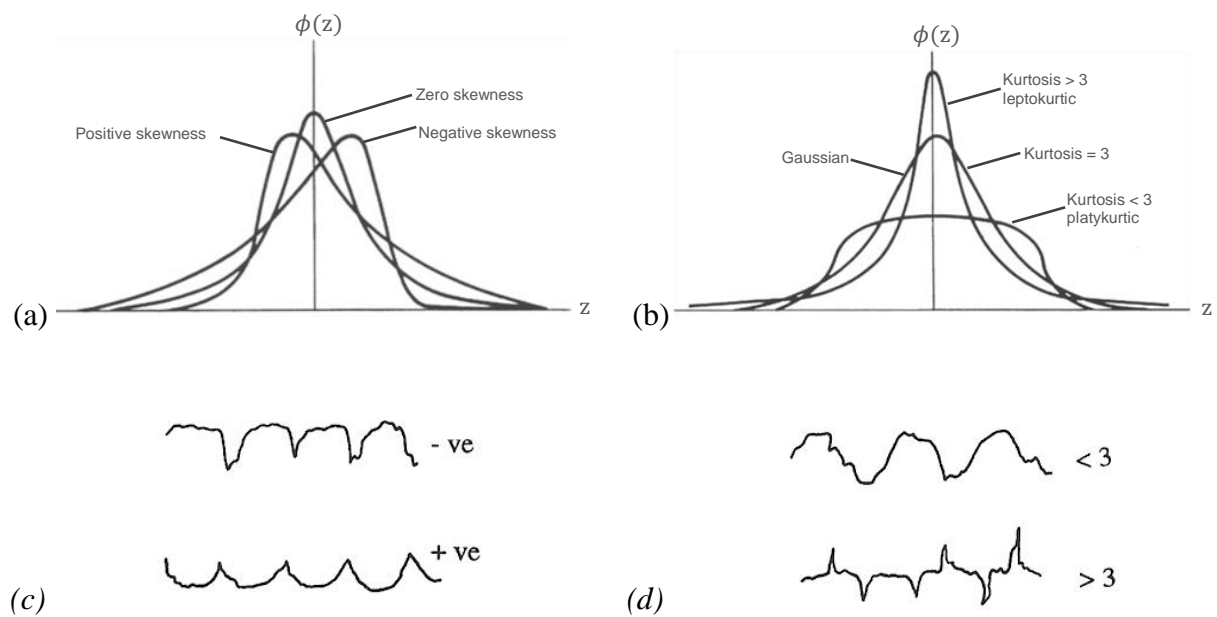 ϕ(z)
Zero skewness
Positive skewness
Negative skewness
(a)
z
ϕ(z)
Kurtosis > 3
leptokurtic
Gaussian
Kurtosis = 3
Kurtosis < 3
platykurtic
(b)
z
- ve
+ ve
(c)
< 3
> 3
(d)